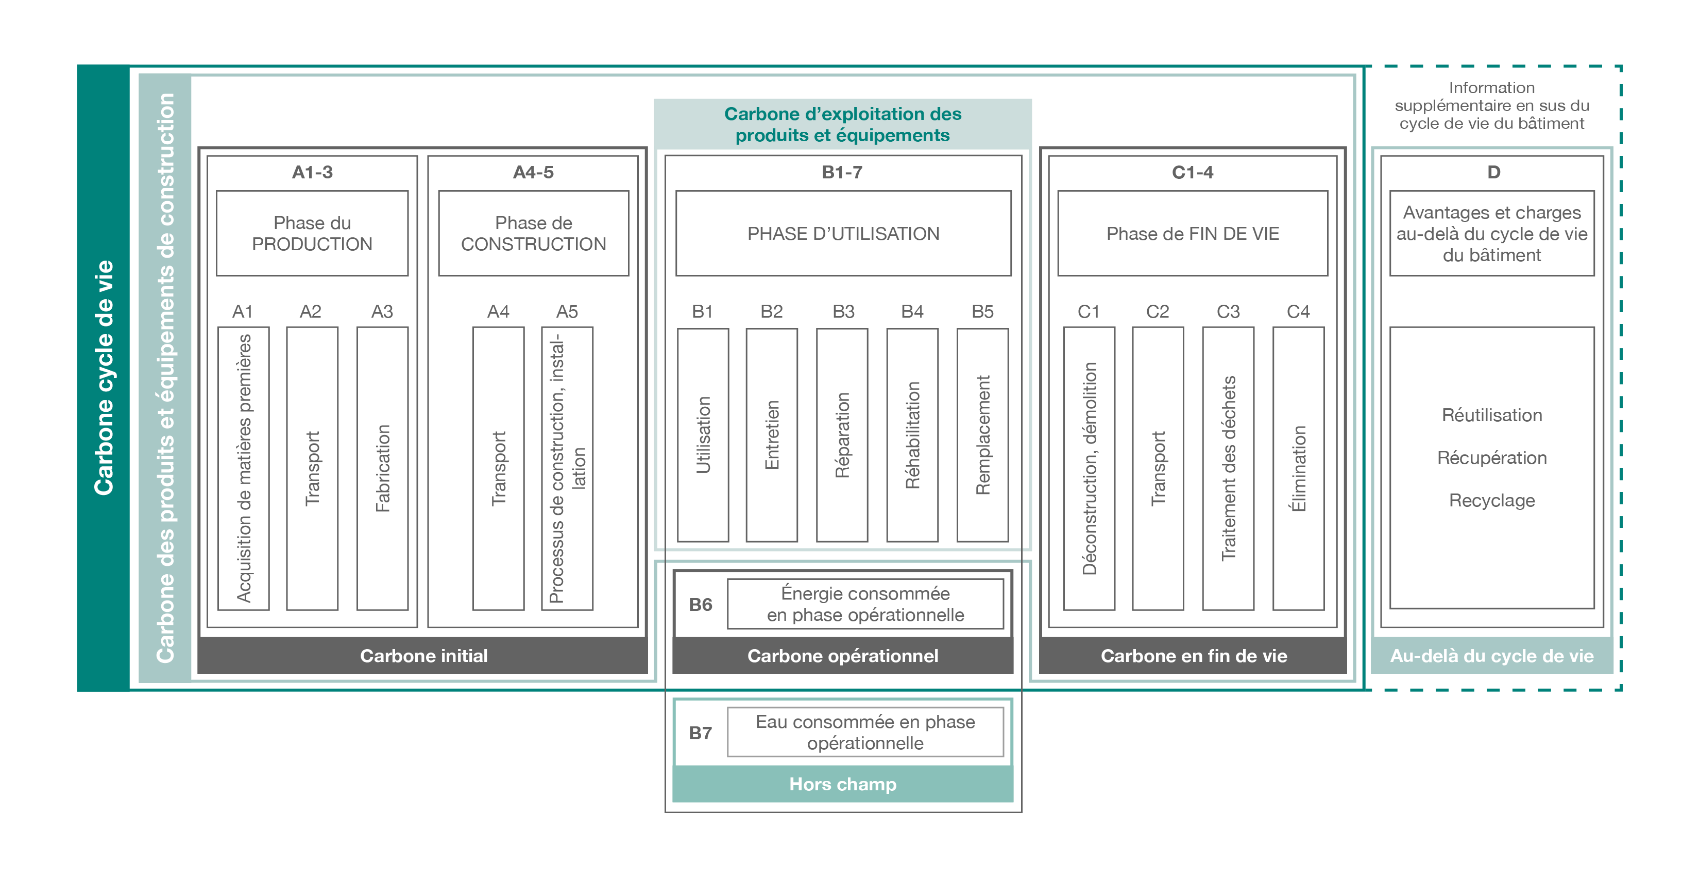 Carbone cycle de vie
Carbone des produits et équipements de construction
Carbone d’exploitation des
produits et équipements
Information
supplémentaire en sus du
cycle de vie du bâtiment
A1-3
Phase du
PRODUCTION
A1
A2
A3
Acquisition de matières premières
Transport
Fabrication
A4-5
Phase de
CONSTRUCTION
A4
A5
Transport
Processus de construction, instal-
lation
Carbone initial
B1-7
PHASE D’UTILISATION
B1
B2
B3
B4
B5
Utilisation
Entretien
Réparation
Réhabilitation
Remplacement
B6
Énergie consommée
en phase opérationnelle
Carbone opérationnel
B7
Eau consommée en phase
opérationnelle
Hors champ
C1-4
Phase de FIN DE VIE
C1
C2
C3
C4
Déconstruction, démolition
Transport
Traitement des déchets
Élimination
Carbone en fin de vie
D
Avantages et charges
au-delà du cycle de vie
du bâtiment
Réutilisation
Récupération
Recyclage
Au-delà du cycle de vie